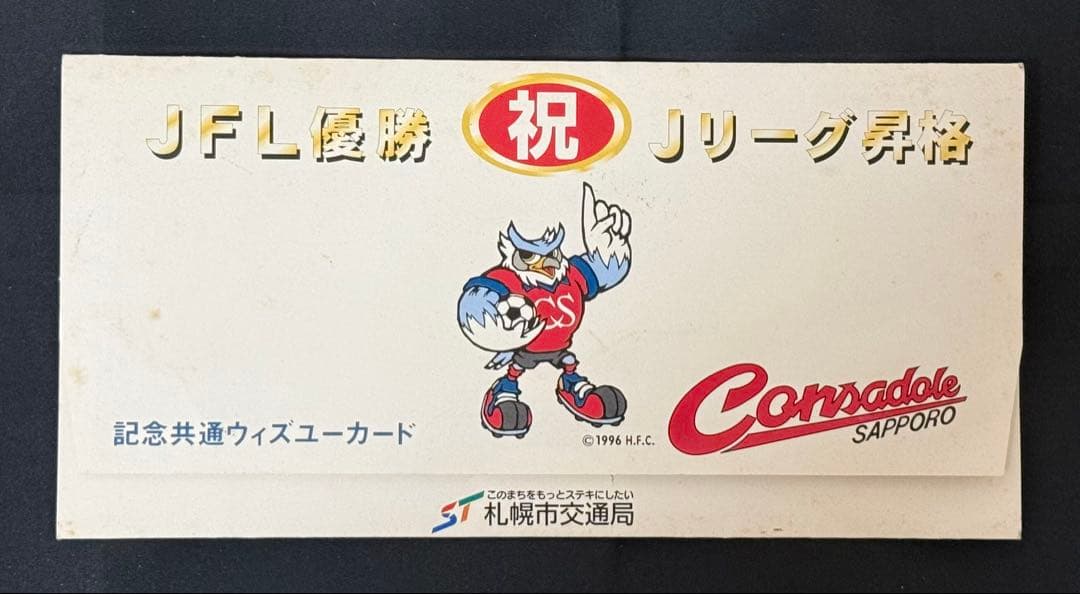 JFL優勝 祝 Jリーグ昇格
CS
Consadole
SAPPORO
記念共通ウィズユーカード
©1996 H.F.C.
ST このまちをもっとステキにしたい
札幌市交通局